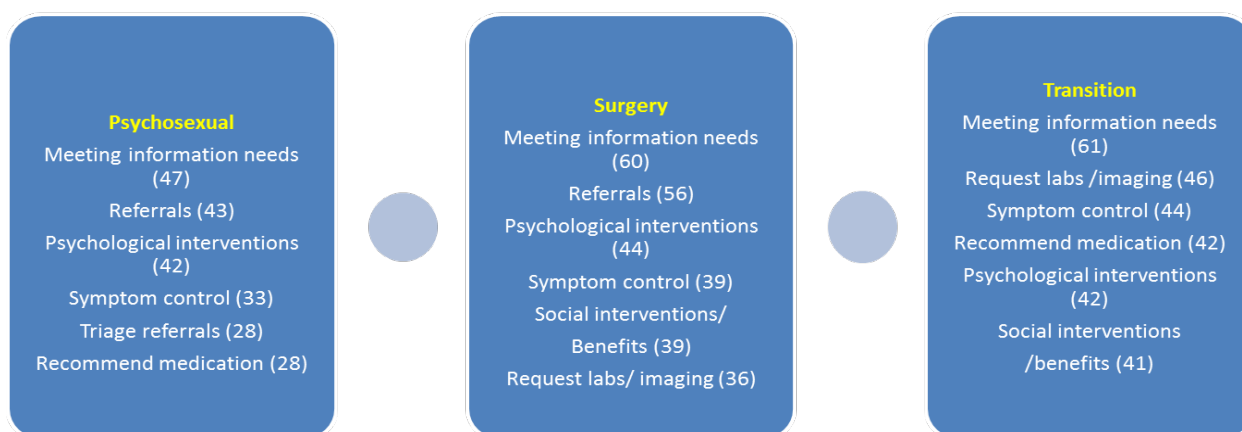 Psychosexual
Meeting information needs
(47)
Referrals (43)
Psychological interventions
(42)
Symptom control (33)
Triage referrals (28)
Recommend medication (28)
Surgery
Meeting information needs
(60)
Referrals (56)
Psychological interventions
(44)
Symptom control (39)
Social interventions/
Benefits (39)
Request labs/ imaging (36)
Transition
Meeting information needs
(61)
Request labs /imaging (46)
Symptom control (44)
Recommend medication (42)
Psychological interventions
(42)
Social interventions
/benefits (41)